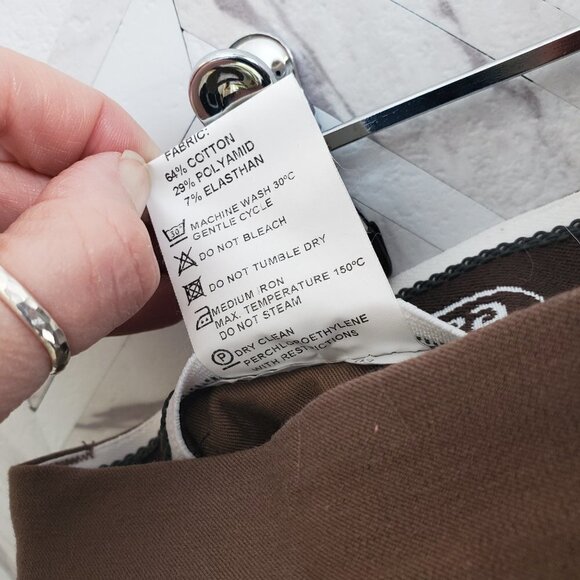 FABRIC:
64% COTTON
29% POLYAMID
7% ELASTHAN
30°
MACHINE WASH 30°C
GENTLE CYCLE
DO NOT BLEACH
DO NOT TUMBLE DRY
MEDIUM IRON
MAX. TEMPERATURE 150°C
DO NOT STEAM
P
DRY CLEAN
PERCHLOROETHYLENE
WITH RESTRICTIONS